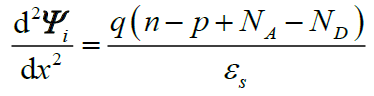 d²Ψᵢ/dx² = q(n − p + N_A − N_D)/ε_s